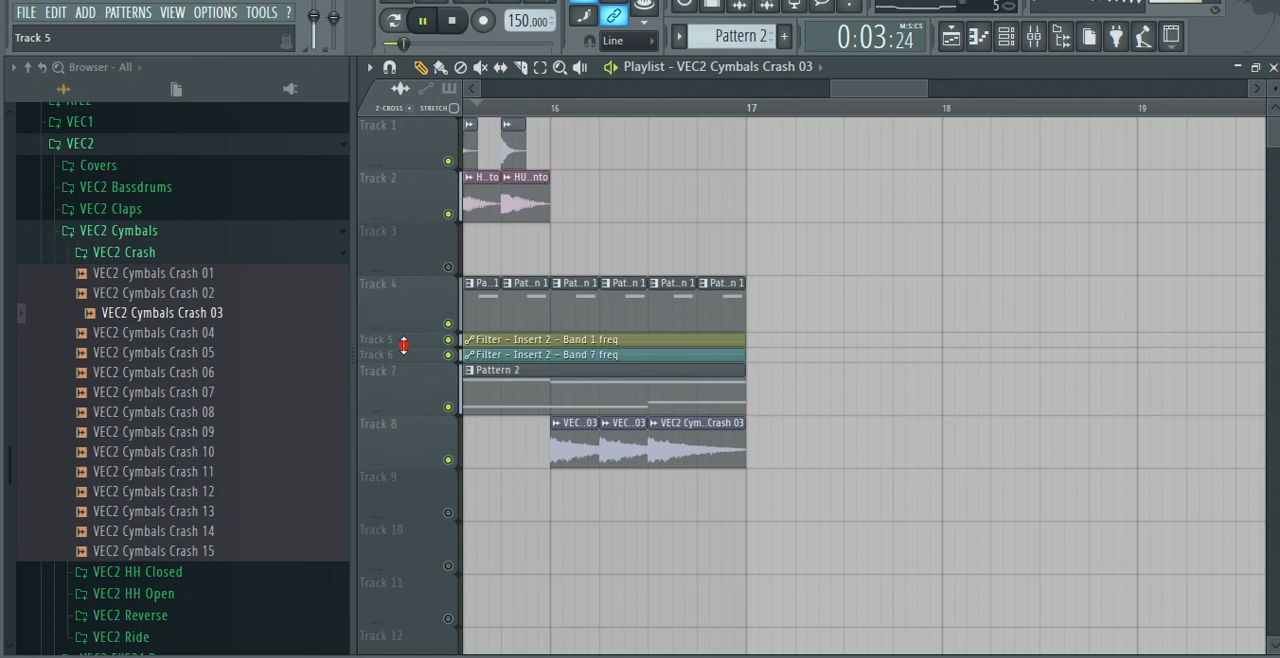 FILE EDIT ADD PATTERNS VIEW OPTIONS TOOLS ?
Track 5
150.000
Line
Pattern 2
M:S:CS
0:03:24
5
Browser - All
Playlist - VEC2 Cymbals Crash 03
Z-CROSS
STRETCH
16
17
18
19
VEC1
VEC2
Covers
VEC2 Bassdrums
VEC2 Claps
VEC2 Cymbals
VEC2 Crash
VEC2 Cymbals Crash 01
VEC2 Cymbals Crash 02
VEC2 Cymbals Crash 03
VEC2 Cymbals Crash 04
VEC2 Cymbals Crash 05
VEC2 Cymbals Crash 06
VEC2 Cymbals Crash 07
VEC2 Cymbals Crash 08
VEC2 Cymbals Crash 09
VEC2 Cymbals Crash 10
VEC2 Cymbals Crash 11
VEC2 Cymbals Crash 12
VEC2 Cymbals Crash 13
VEC2 Cymbals Crash 14
VEC2 Cymbals Crash 15
VEC2 HH Closed
VEC2 HH Open
VEC2 Reverse
VEC2 Ride
Track 1
Track 2
H..to HU..nto
Track 3
Track 4
Pa..1 Pat..n 1 Pat..n 1 Pat..n 1 Pat..n 1 Pat..n 1
Track 5
Filter - Insert 2 - Band 1 freq
Track 6
Filter - Insert 2 - Band 7 freq
Track 7
Pattern 2
Track 8
VEC..03 VEC..03 VEC2 Cym..Crash 03
Track 9
Track 10
Track 11
Track 12